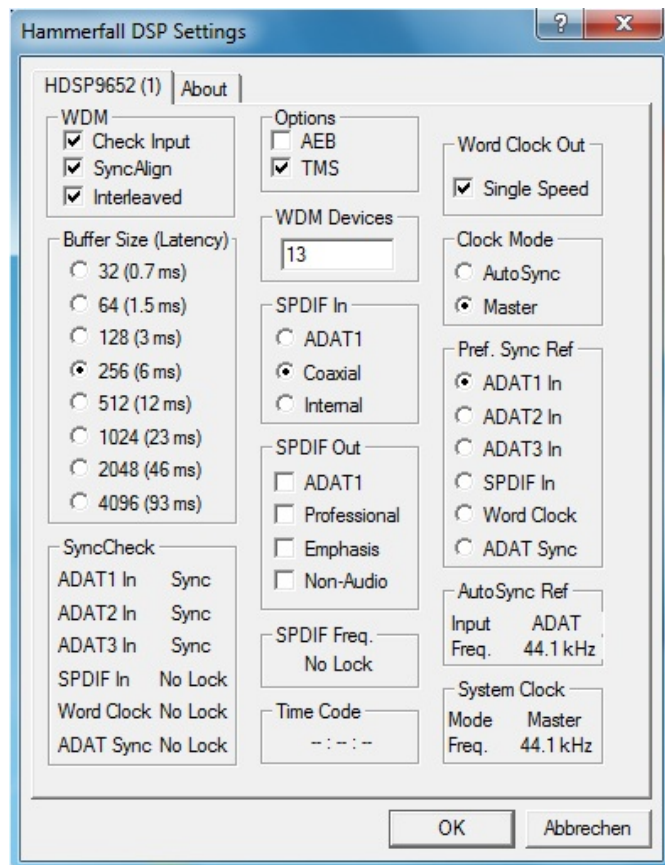 Hammerfall DSP Settings
?
X
HDSP9652 (1)
About
WDM
Check Input
SyncAlign
Interleaved
Buffer Size (Latency)
32 (0.7 ms)
64 (1.5 ms)
128 (3 ms)
256 (6 ms)
512 (12 ms)
1024 (23 ms)
2048 (46 ms)
4096 (93 ms)
SyncCheck
ADAT1 In Sync
ADAT2 In Sync
ADAT3 In Sync
SPDIF In No Lock
Word Clock No Lock
ADAT Sync No Lock
Options
AEB
TMS
WDM Devices
13
SPDIF In
ADAT1
Coaxial
Internal
SPDIF Out
ADAT1
Professional
Emphasis
Non-Audio
SPDIF Freq.
No Lock
Time Code
-- : -- : --
Word Clock Out
Single Speed
Clock Mode
AutoSync
Master
Pref. Sync Ref
ADAT1 In
ADAT2 In
ADAT3 In
SPDIF In
Word Clock
ADAT Sync
AutoSync Ref
Input ADAT
Freq. 44.1 kHz
System Clock
Mode Master
Freq. 44.1 kHz
OK
Abbrechen